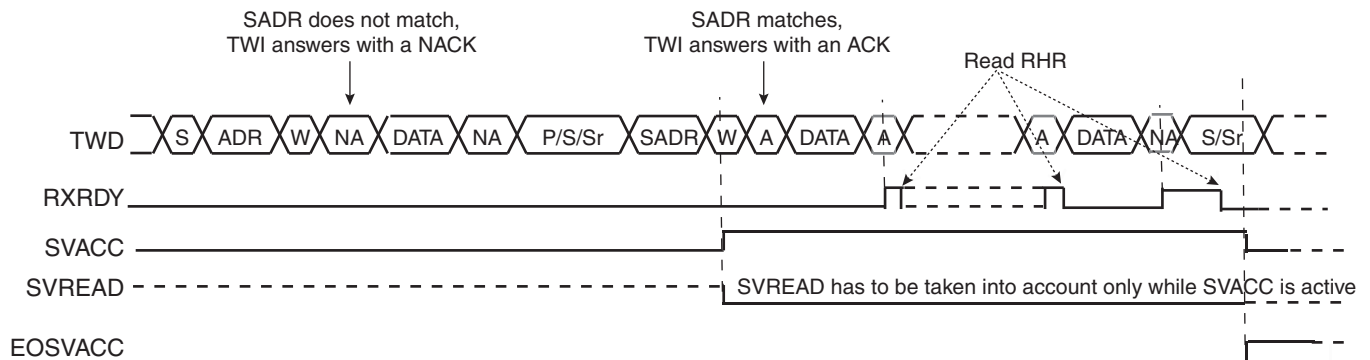 SADR does not match,
TWI answers with a NACK
SADR matches,
TWI answers with an ACK
Read RHR
TWD S ADR W NA DATA NA P/S/Sr SADR W A DATA A A DATA NA S/Sr
RXRDY
SVACC
SVREAD SVREAD has to be taken into account only while SVACC is active
EOSVACC